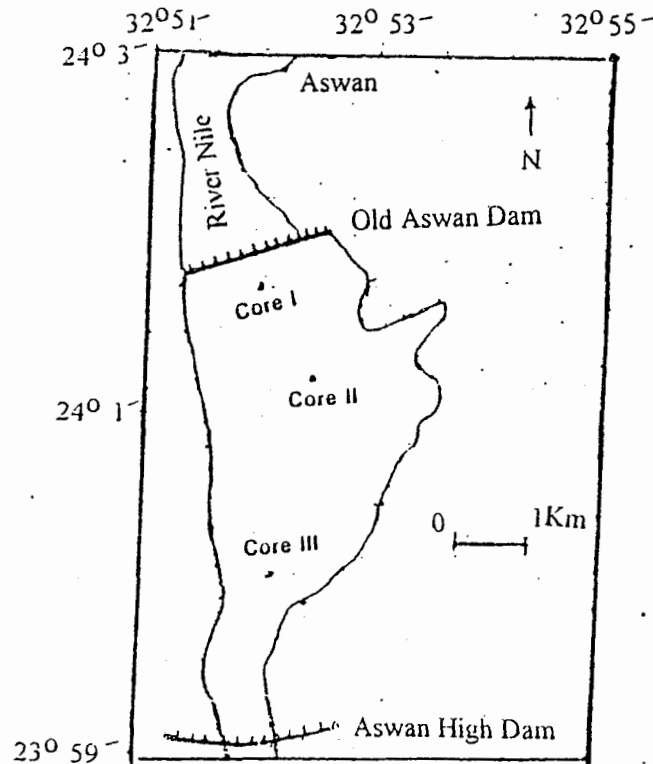 32° 51' 32° 53' 32° 55'
24° 3'
Aswan
River Nile
N
Old Aswan Dam
Core I
Core II
24° 1'
0 1Km
Core III
Aswan High Dam
23° 59'